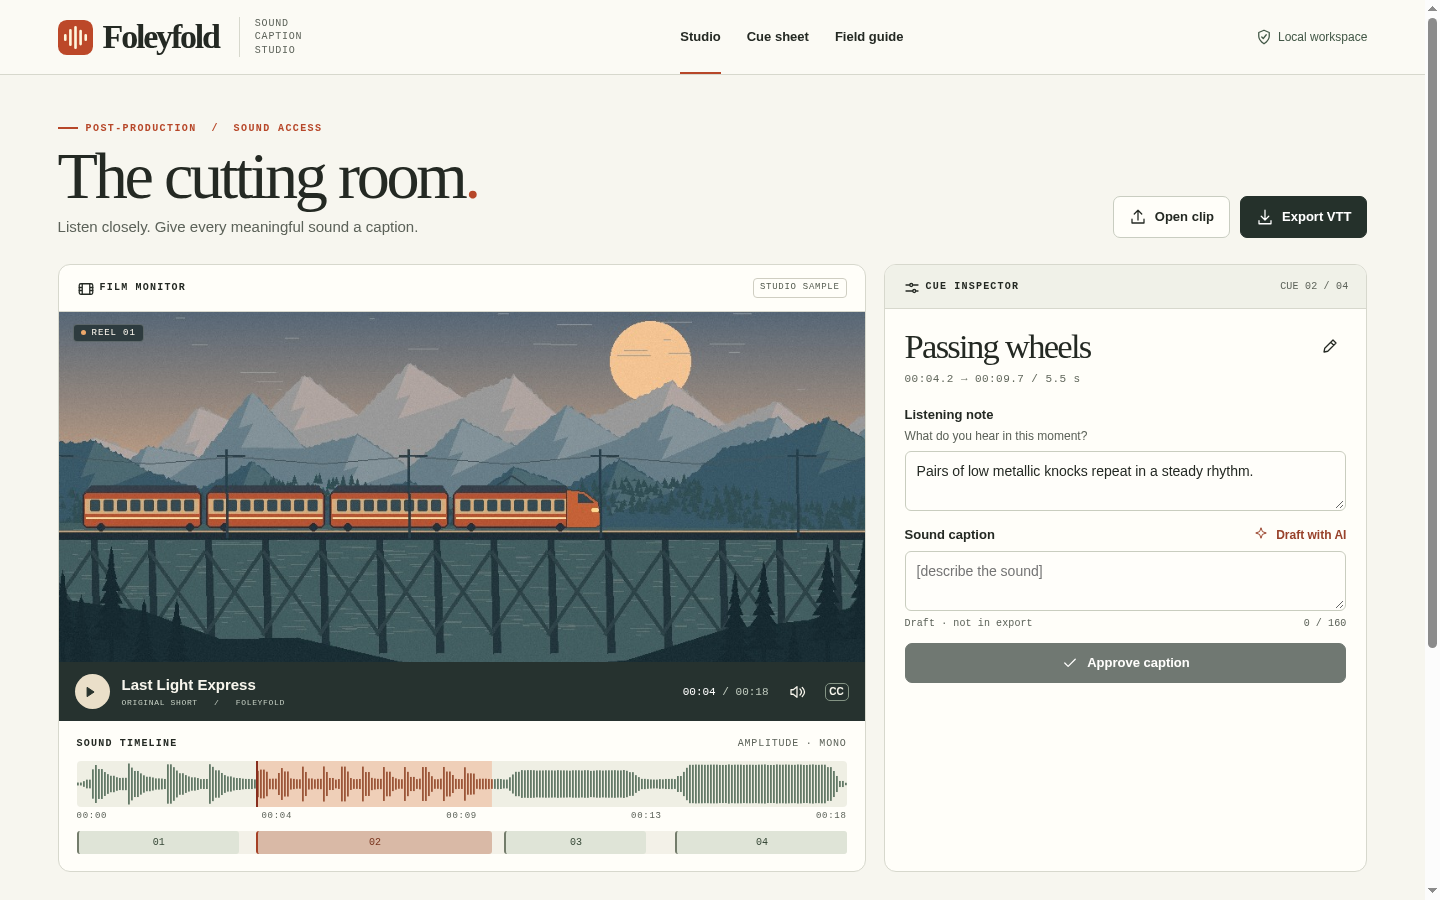 Foleyfold
SOUND
CAPTION
STUDIO
Studio
Cue sheet
Field guide
Local workspace
POST-PRODUCTION / SOUND ACCESS
The cutting room.
Listen closely. Give every meaningful sound a caption.
Open clip
Export VTT
FILM MONITOR
STUDIO SAMPLE
REEL 01
Last Light Express
ORIGINAL SHORT / FOLEYFOLD
00:04 / 00:18
CC
SOUND TIMELINE
AMPLITUDE · MONO
00:00
00:04
00:09
00:13
00:18
01
02
03
04
CUE INSPECTOR
CUE 02 / 04
Passing wheels
00:04.2 → 00:09.7 / 5.5 s
Listening note
What do you hear in this moment?
Pairs of low metallic knocks repeat in a steady rhythm.
Sound caption
Draft with AI
[describe the sound]
Draft · not in export
0 / 160
Approve caption